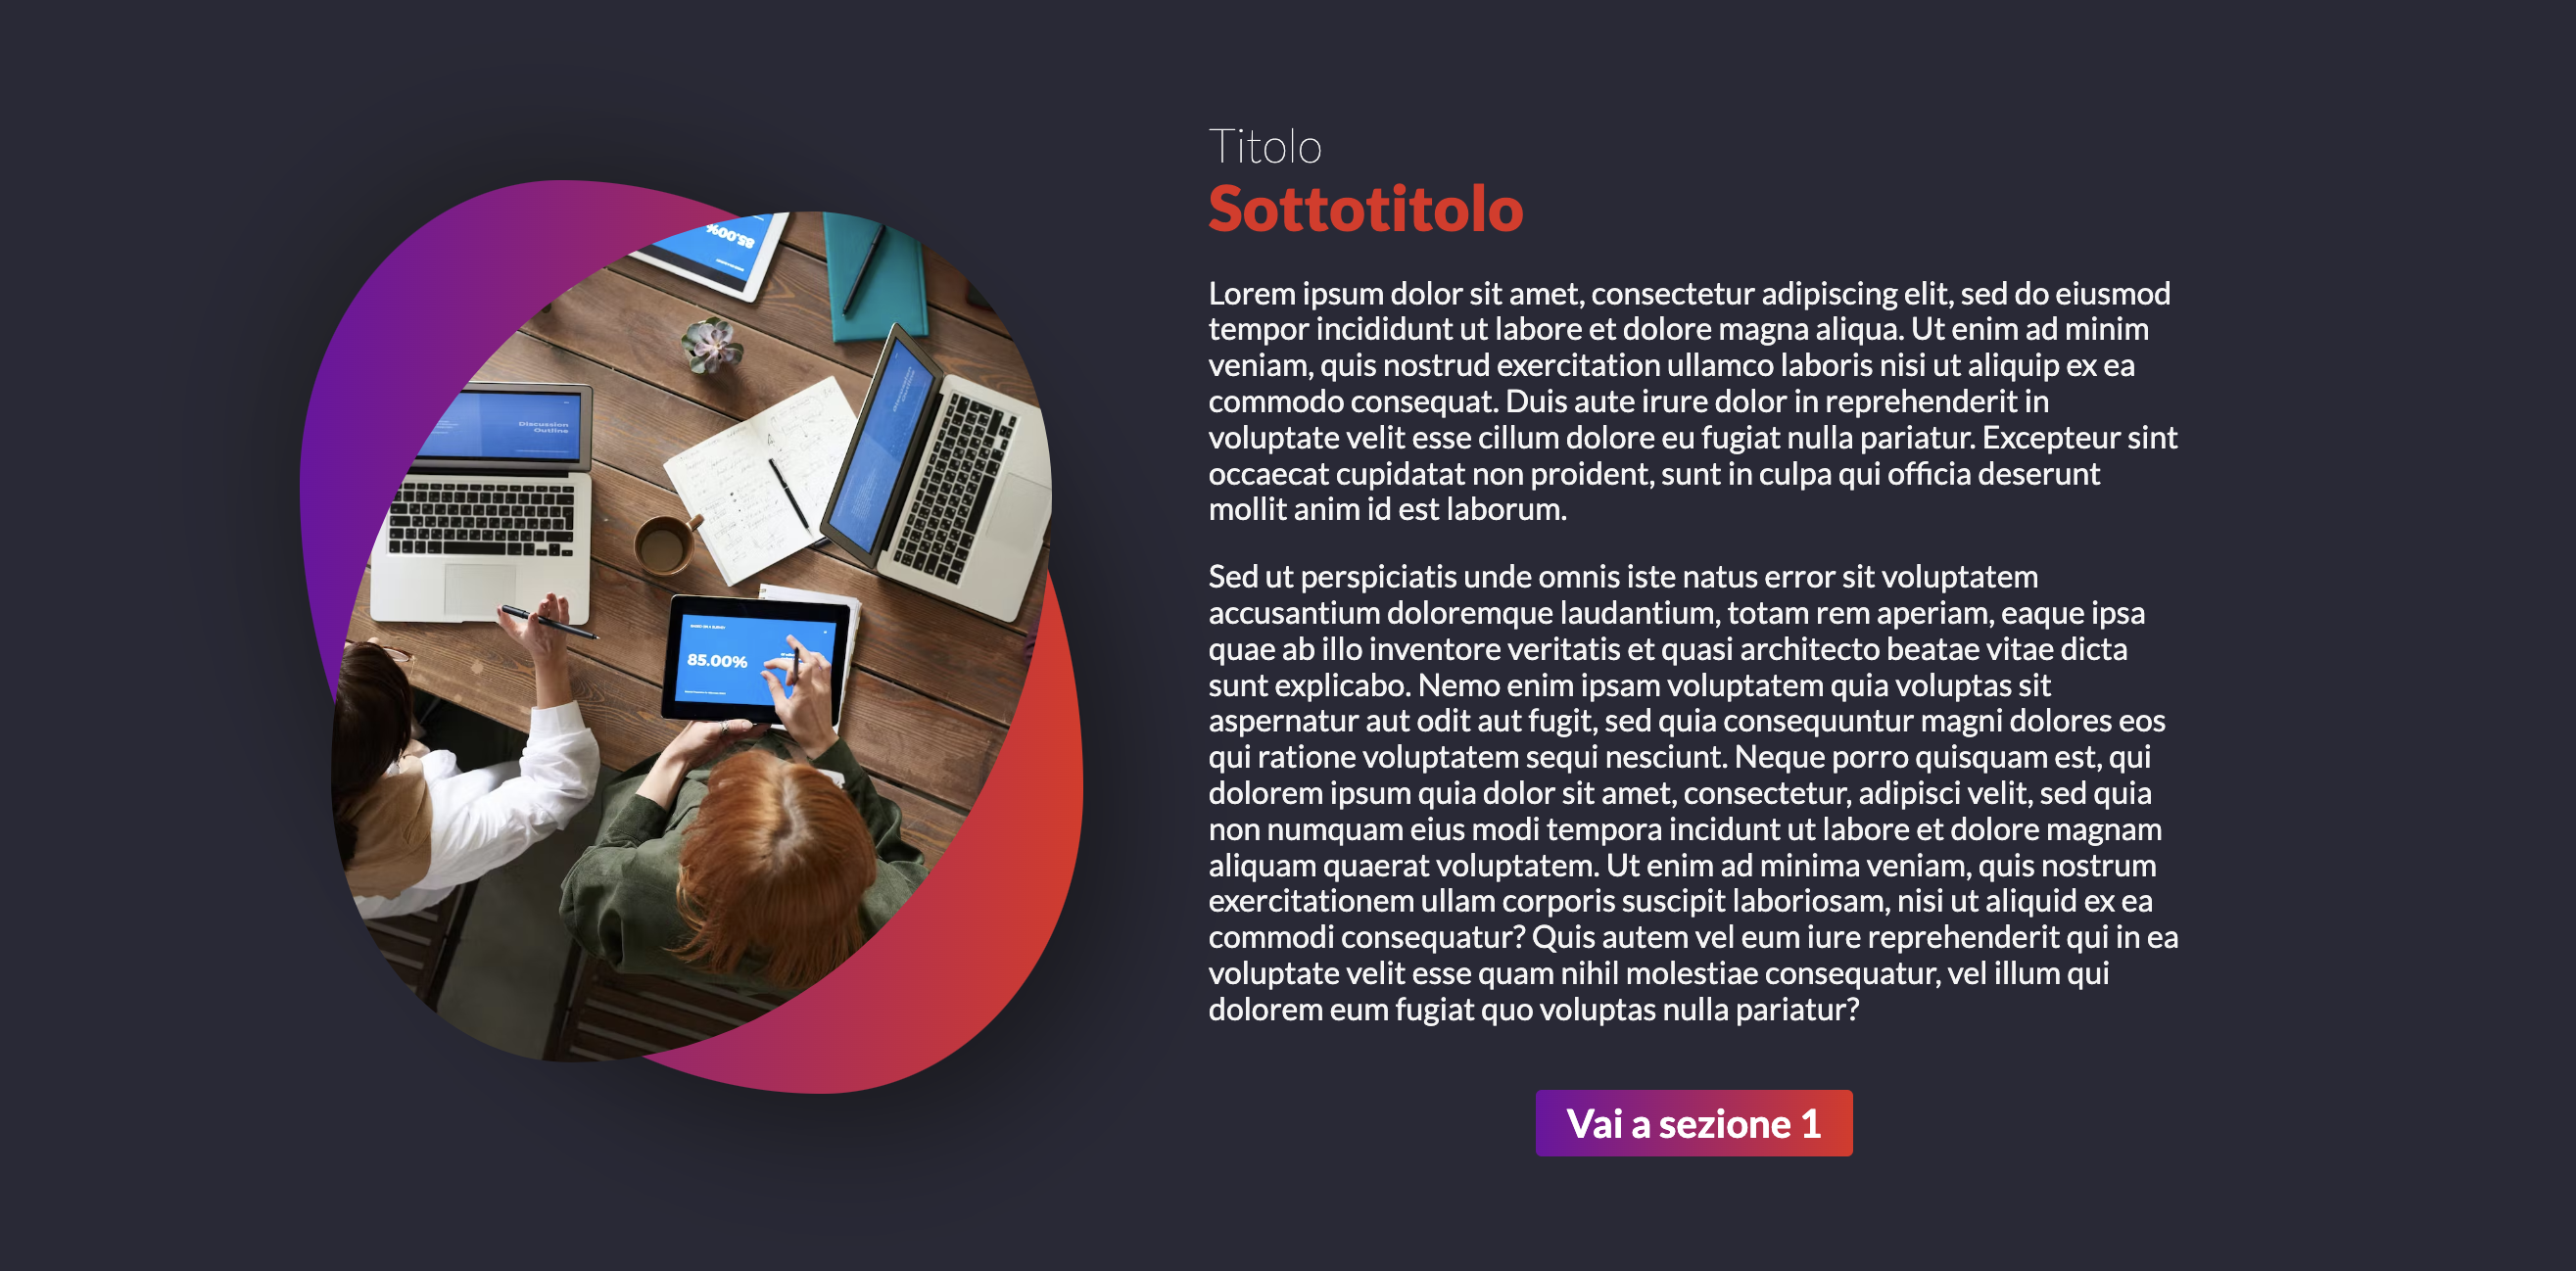 Titolo
Sottotitolo
Lorem ipsum dolor sit amet, consectetur adipiscing elit, sed do eiusmod
tempor incididunt ut labore et dolore magna aliqua. Ut enim ad minim
veniam, quis nostrud exercitation ullamco laboris nisi ut aliquip ex ea
commodo consequat. Duis aute irure dolor in reprehenderit in
voluptate velit esse cillum dolore eu fugiat nulla pariatur. Excepteur sint
occaecat cupidatat non proident, sunt in culpa qui officia deserunt
mollit anim id est laborum.
Sed ut perspiciatis unde omnis iste natus error sit voluptatem
accusantium doloremque laudantium, totam rem aperiam, eaque ipsa
quae ab illo inventore veritatis et quasi architecto beatae vitae dicta
sunt explicabo. Nemo enim ipsam voluptatem quia voluptas sit
aspernatur aut odit aut fugit, sed quia consequuntur magni dolores eos
qui ratione voluptatem sequi nesciunt. Neque porro quisquam est, qui
dolorem ipsum quia dolor sit amet, consectetur, adipisci velit, sed quia
non numquam eius modi tempora incidunt ut labore et dolore magnam
aliquam quaerat voluptatem. Ut enim ad minima veniam, quis nostrum
exercitationem ullam corporis suscipit laboriosam, nisi ut aliquid ex ea
commodi consequatur? Quis autem vel eum iure reprehenderit qui in ea
voluptate velit esse quam nihil molestiae consequatur, vel illum qui
dolorem eum fugiat quo voluptas nulla pariatur?
Vai a sezione 1
85.00%
Discussion
Outline
85.00%